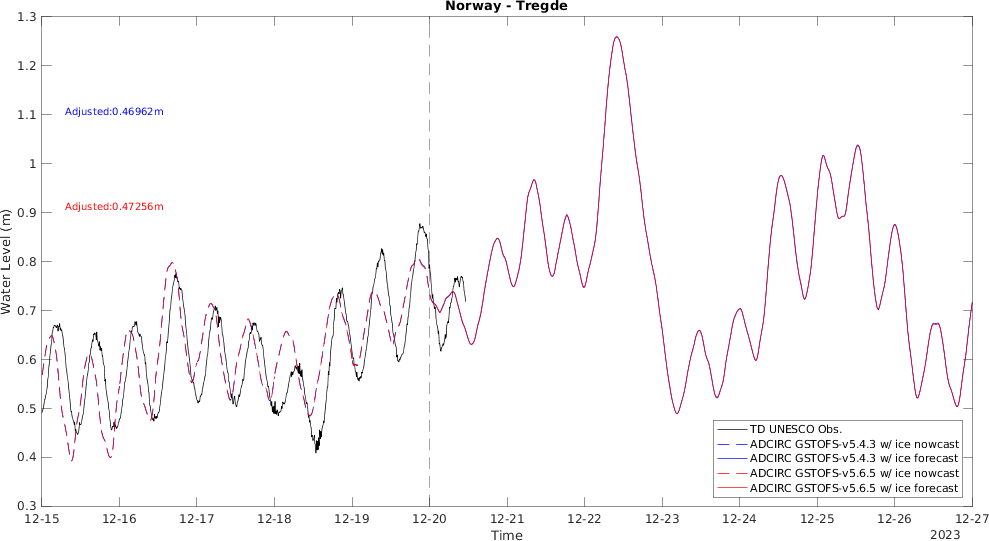 Norway - Tregde
1.3
1.2
1.1
1
0.9
0.8
0.7
0.6
0.5
0.4
0.3
Water Level (m)
Adjusted:0.46962m
Adjusted:0.47256m
TD UNESCO Obs.
ADCIRC GSTOFS-v5.4.3 w/ ice nowcast
ADCIRC GSTOFS-v5.4.3 w/ ice forecast
ADCIRC GSTOFS-v5.6.5 w/ ice nowcast
ADCIRC GSTOFS-v5.6.5 w/ ice forecast
12-15 12-16 12-17 12-18 12-19 12-20 12-21 12-22 12-23 12-24 12-25 12-26 12-27
Time
2023